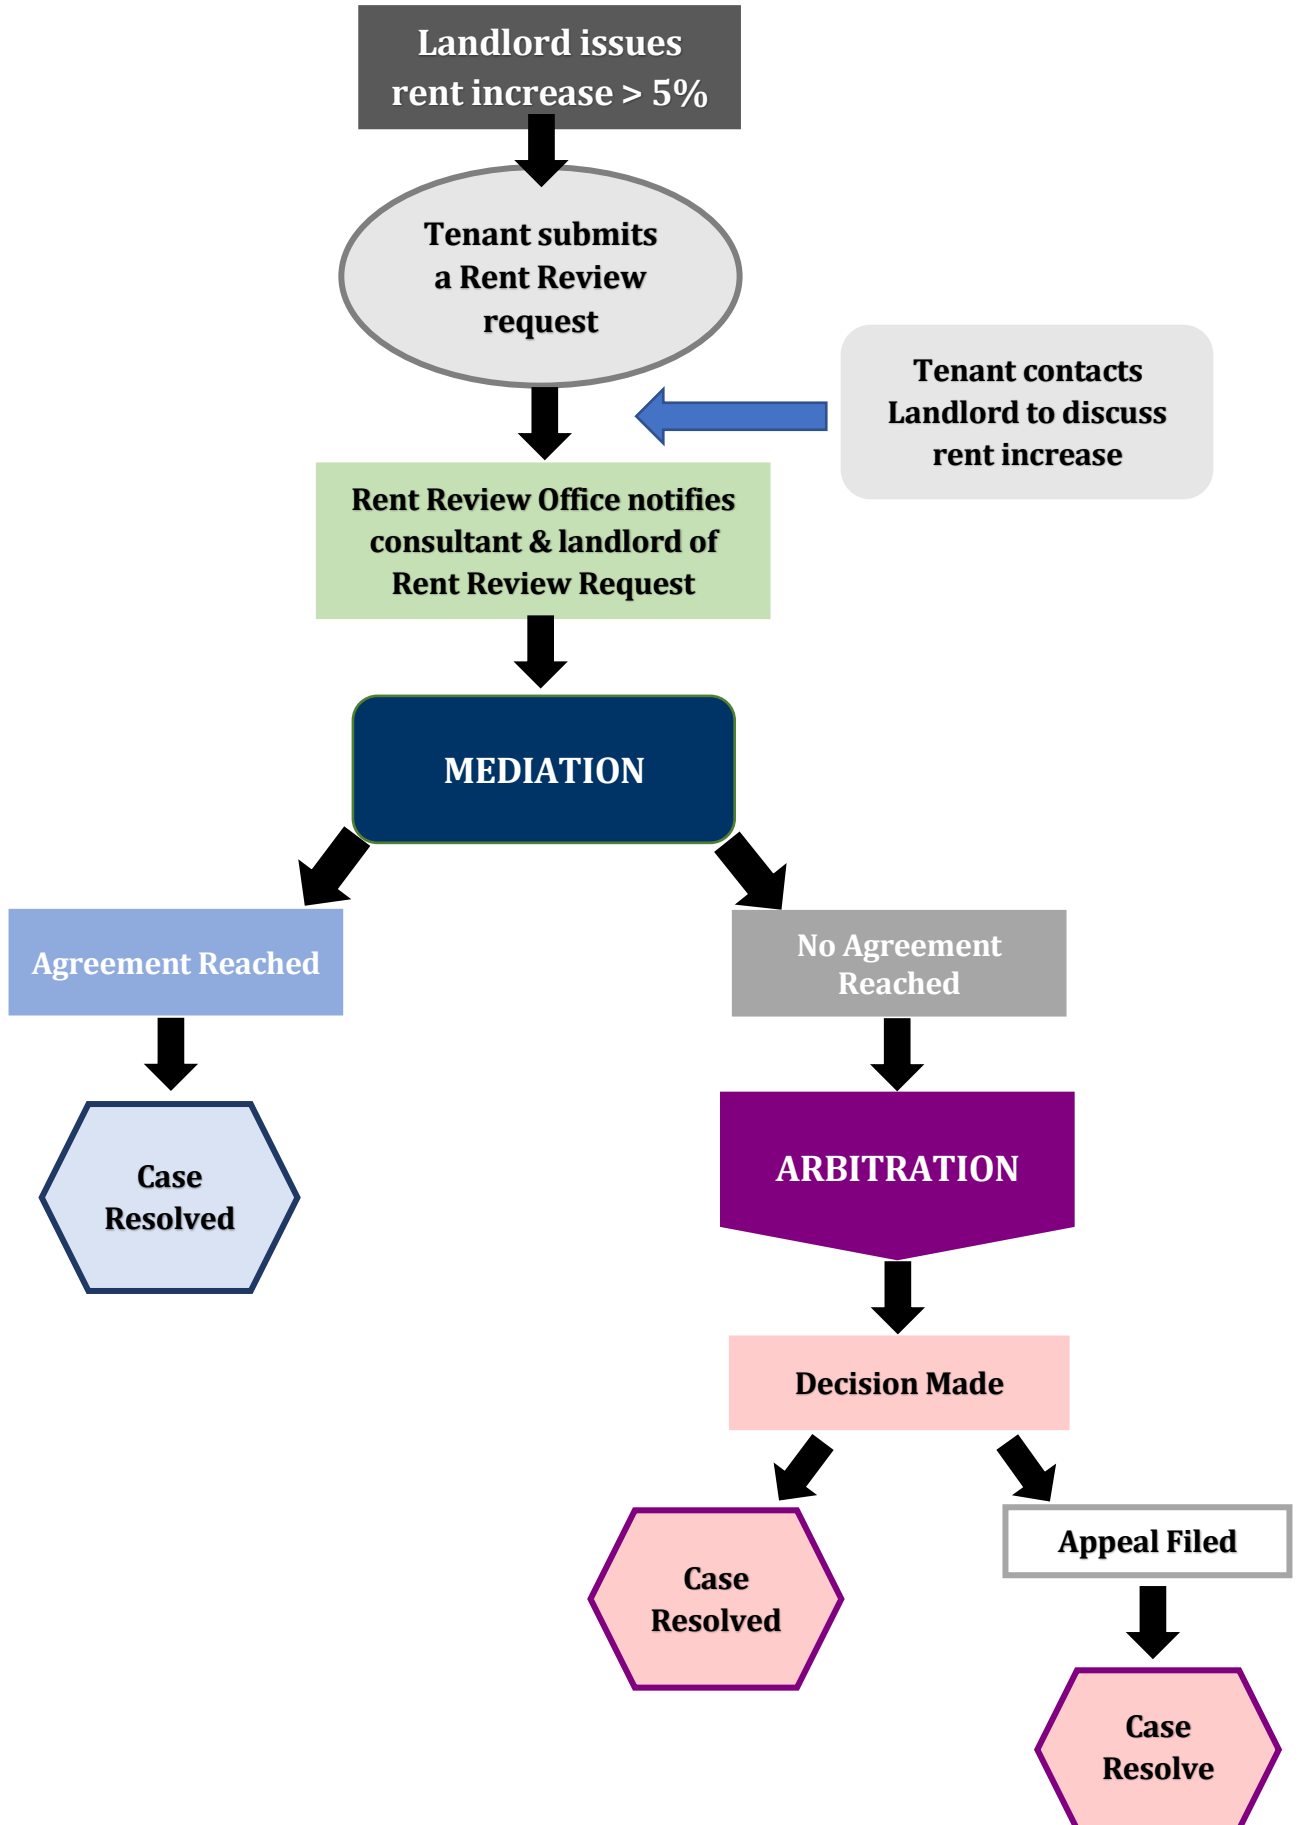 Landlord issues
rent increase > 5%
Tenant submits
a Rent Review
request
Tenant contacts
Landlord to discuss
rent increase
Rent Review Office notifies
consultant & landlord of
Rent Review Request
MEDIATION
Agreement Reached
No Agreement
Reached
Case
Resolved
ARBITRATION
Decision Made
Case
Resolved
Appeal Filed
Case
Resolve